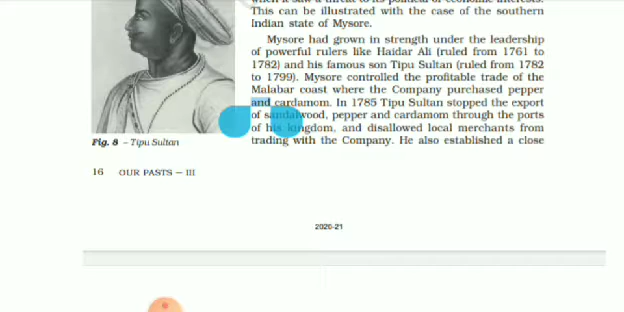 This can be illustrated with the case of the southern
Indian state of Mysore.
Mysore had grown in strength under the leadership
of powerful rulers like Haidar Ali (ruled from 1761 to
1782) and his famous son Tipu Sultan (ruled from 1782
to 1799). Mysore controlled the profitable trade of the
Malabar coast where the Company purchased pepper
and cardamom. In 1785 Tipu Sultan stopped the export
of sandalwood, pepper and cardamom through the ports
of his kingdom, and disallowed local merchants from
trading with the Company. He also established a close
Fig. 8 – Tipu Sultan
16 OUR PASTS – III
2020-21